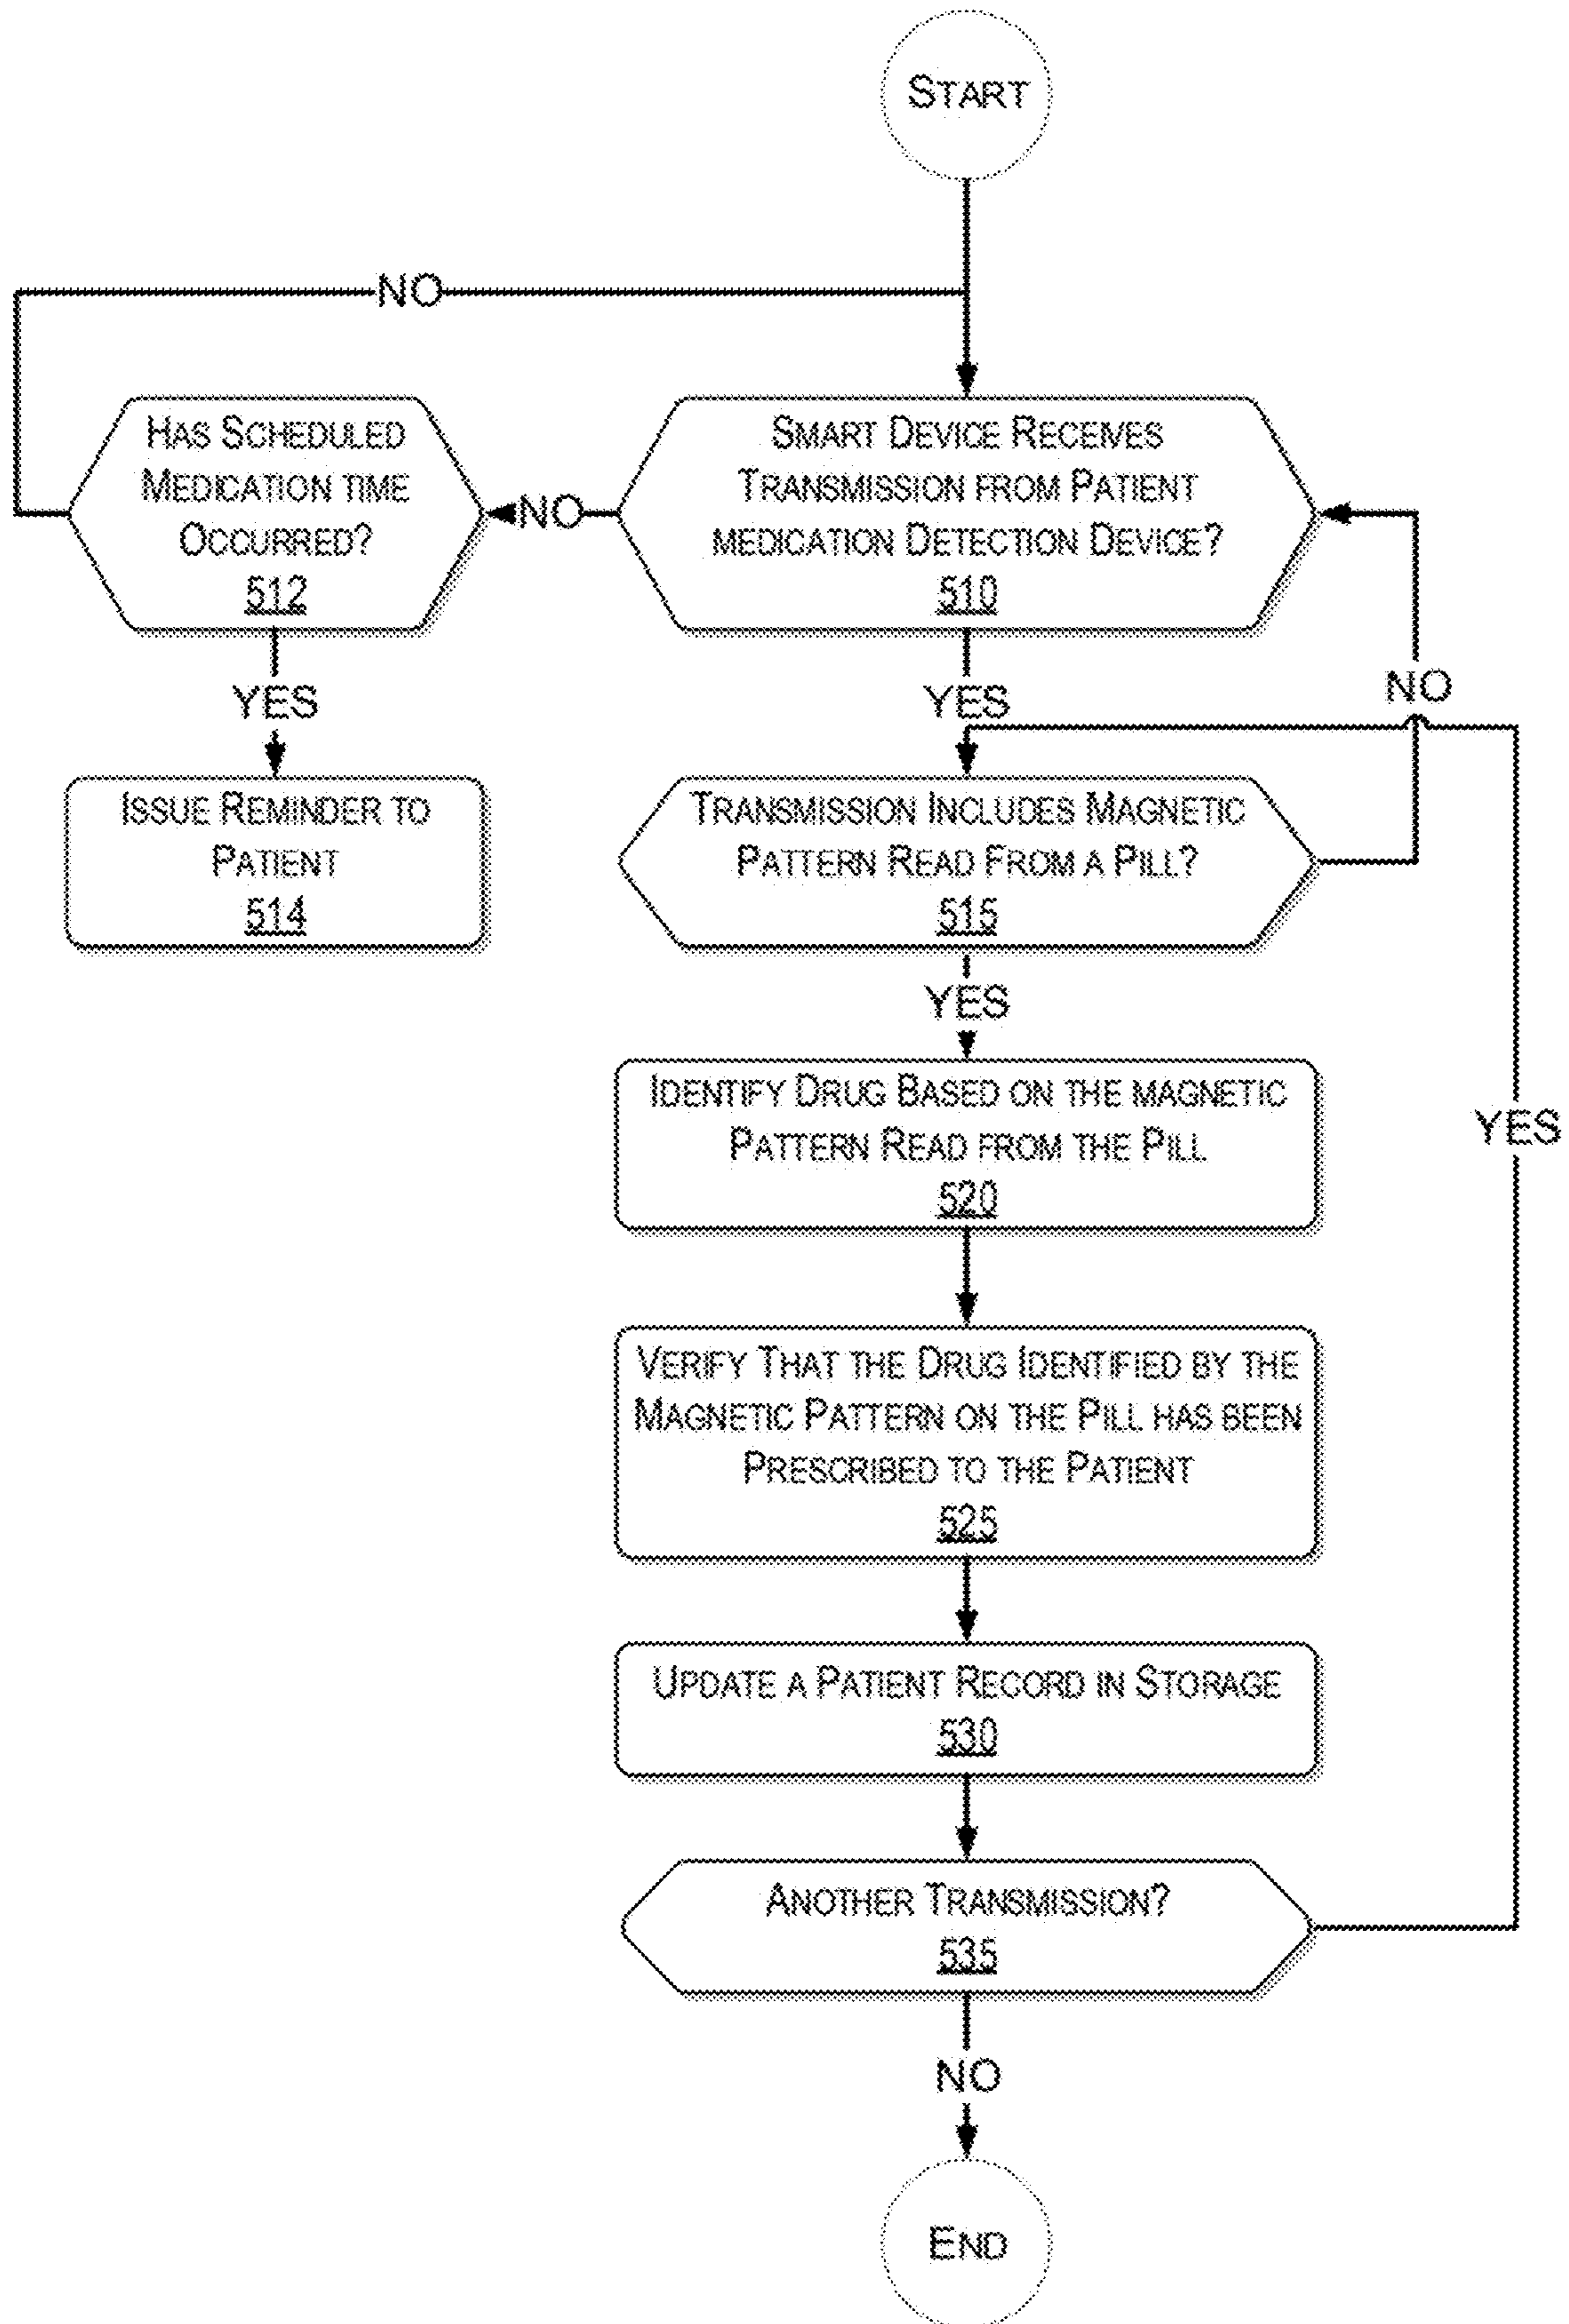 START
NO
HAS SCHEDULED
MEDICATION TIME
OCCURRED?
512
NO
SMART DEVICE RECEIVES
TRANSMISSION FROM PATIENT
MEDICATION DETECTION DEVICE?
510
YES
YES
NO
ISSUE REMINDER TO
PATIENT
514
TRANSMISSION INCLUDES MAGNETIC
PATTERN READ FROM A PILL?
515
YES
IDENTIFY DRUG BASED ON THE MAGNETIC
PATTERN READ FROM THE PILL
520
YES
VERIFY THAT THE DRUG IDENTIFIED BY THE
MAGNETIC PATTERN ON THE PILL HAS BEEN
PRESCRIBED TO THE PATIENT
525
UPDATE A PATIENT RECORD IN STORAGE
530
ANOTHER TRANSMISSION?
535
NO
END